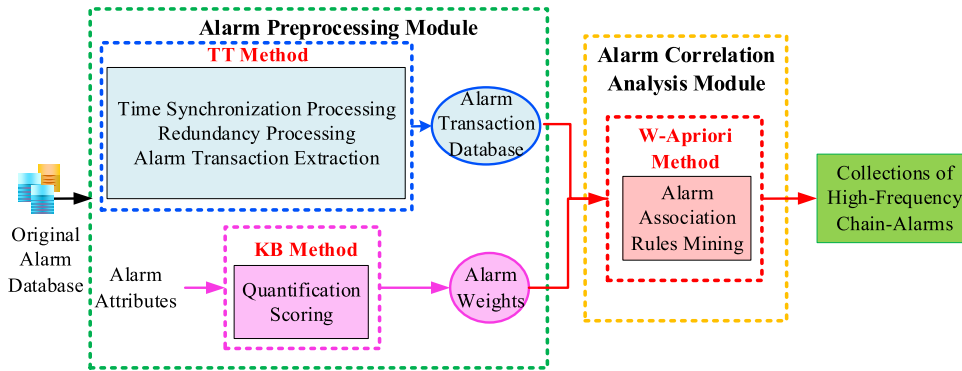 Alarm Preprocessing Module
TT Method
Time Synchronization Processing
Redundancy Processing
Alarm Transaction Extraction
Alarm
Transaction
Database
Original
Alarm
Database
Alarm
Attributes
KB Method
Quantification
Scoring
Alarm
Weights
Alarm Correlation
Analysis Module
W-Apriori
Method
Alarm
Association
Rules Mining
Collections of
High-Frequency
Chain-Alarms